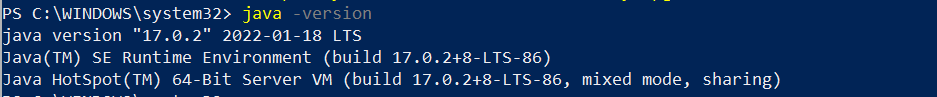 PS C:\WINDOWS\system32> java -version
java version "17.0.2" 2022-01-18 LTS
Java(TM) SE Runtime Environment (build 17.0.2+8-LTS-86)
Java HotSpot(TM) 64-Bit Server VM (build 17.0.2+8-LTS-86, mixed mode, sharing)